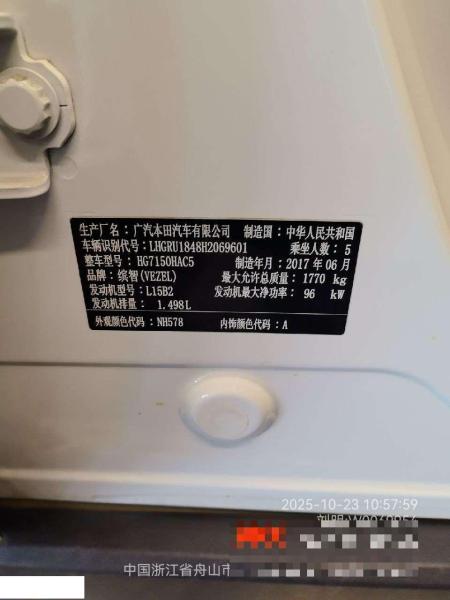 生产厂名：广汽本田汽车有限公司 制造国：中华人民共和国
车辆识别代号：LHGRU1848H2069601 乘坐人数：5
整车型号：HG7150HAC5 制造年月：2017 年 06 月
品牌：缤智(VEZEL) 最大允许总质量：1770 kg
发动机型号：L15B2 发动机最大净功率：96 kW
发动机排量：1.498L
外观颜色代码：NH578 内饰颜色代码：A
2025-10-23 10:57:59
中国浙江省舟山市